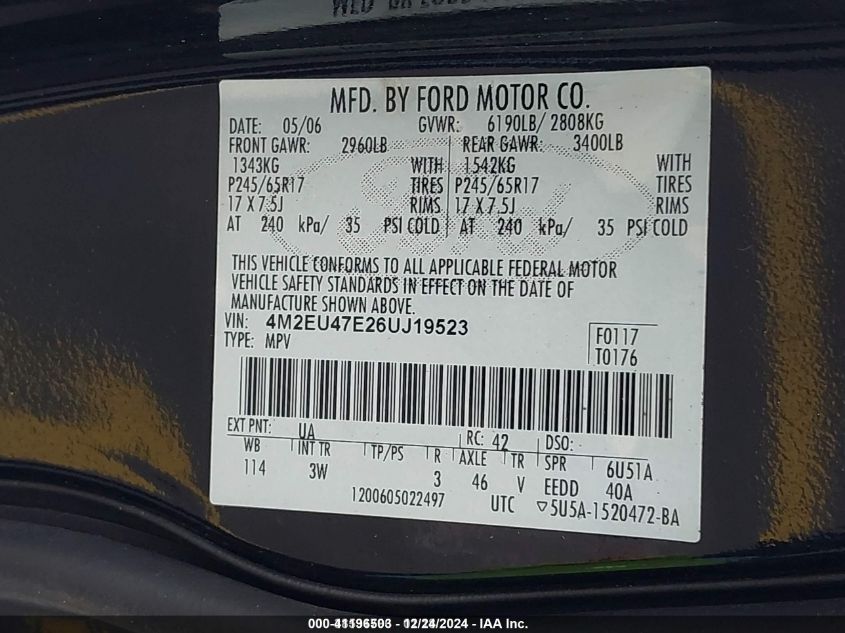 MFD. BY FORD MOTOR CO.
DATE: 05/06 GVWR: 6190LB/ 2808KG
FRONT GAWR: 2960LB REAR GAWR: 3400LB
1343KG WITH 1542KG WITH
P245/65R17 TIRES P245/65R17 TIRES
17 X 7.5J RIMS 17 X 7.5J RIMS
AT 240 kPa/ 35 PSI COLD AT 240 kPa/ 35 PSI COLD
THIS VEHICLE CONFORMS TO ALL APPLICABLE FEDERAL MOTOR
VEHICLE SAFETY STANDARDS IN EFFECT ON THE DATE OF
MANUFACTURE SHOWN ABOVE.
VIN: 4M2EU47E26UJ19523
TYPE: MPV
F0117
T0176
EXT PNT: UA RC: 42 DSO:
WB INT TR TP/PS R AXLE TR SPR 6U51A
114 3W 3 46 V EEDD 40A
1200605022497 UTC ▽5U5A-1520472-BA
12/24/2024 - IAA Inc.